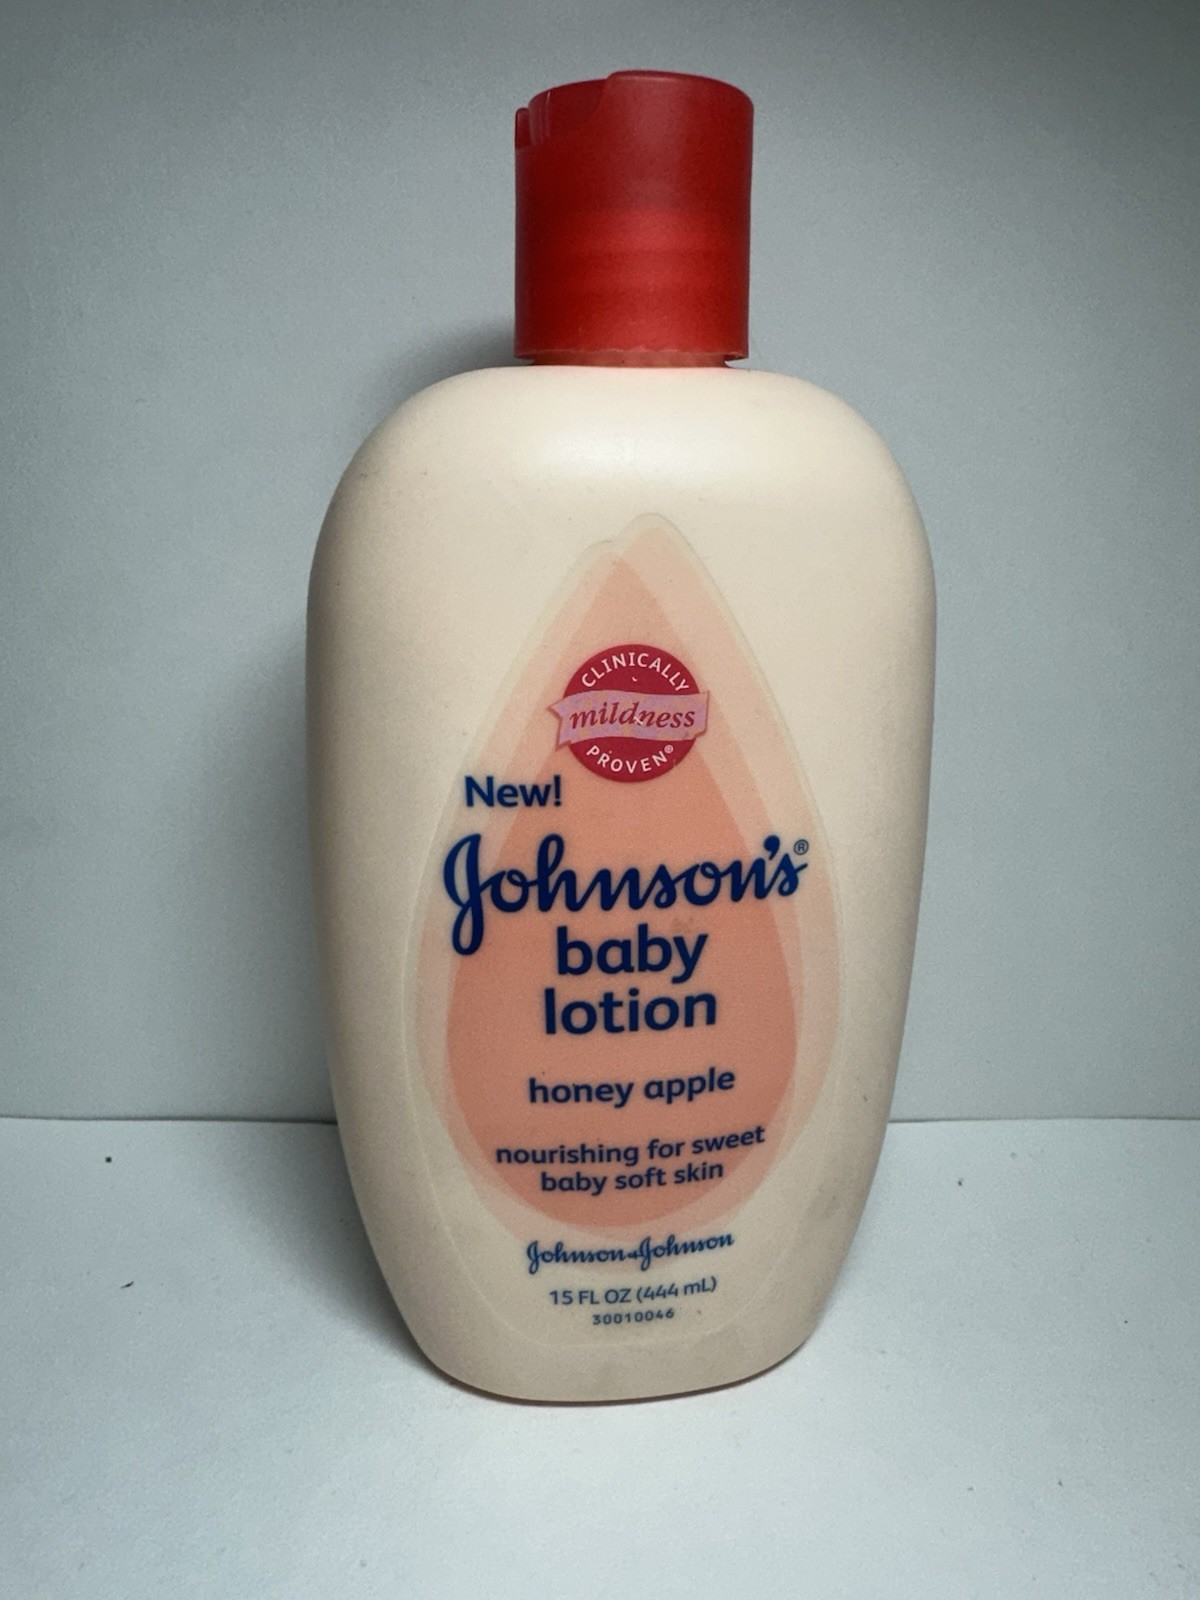 CLINICALLY
mildness
PROVEN®
New!
Johnson's®
baby
lotion
honey apple
nourishing for sweet
baby soft skin
Johnson & Johnson
15 FL OZ (444 mL)
30010046